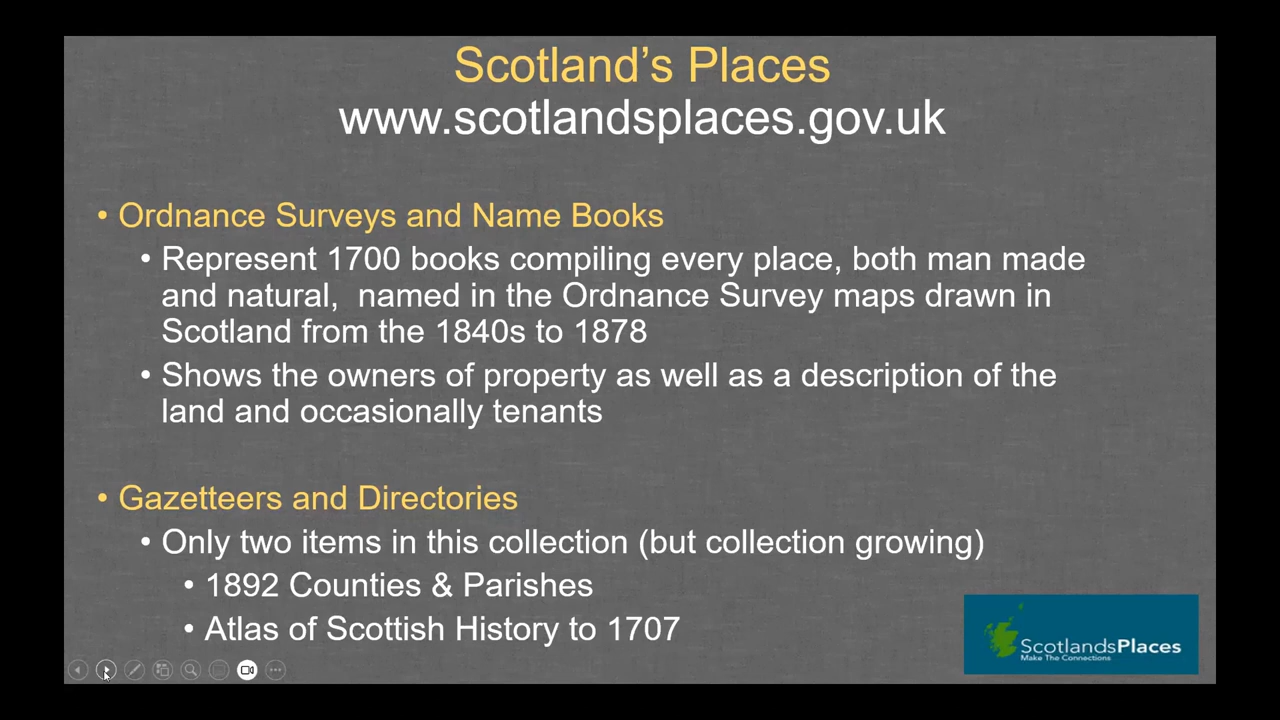 Scotland’s Places
www.scotlandsplaces.gov.uk
• Ordnance Surveys and Name Books
• Represent 1700 books compiling every place, both man made
and natural,  named in the Ordnance Survey maps drawn in
Scotland from the 1840s to 1878
• Shows the owners of property as well as a description of the
land and occasionally tenants
• Gazetteers and Directories
• Only two items in this collection (but collection growing)
• 1892 Counties & Parishes
• Atlas of Scottish History to 1707
ScotlandsPlaces
Make The Connections